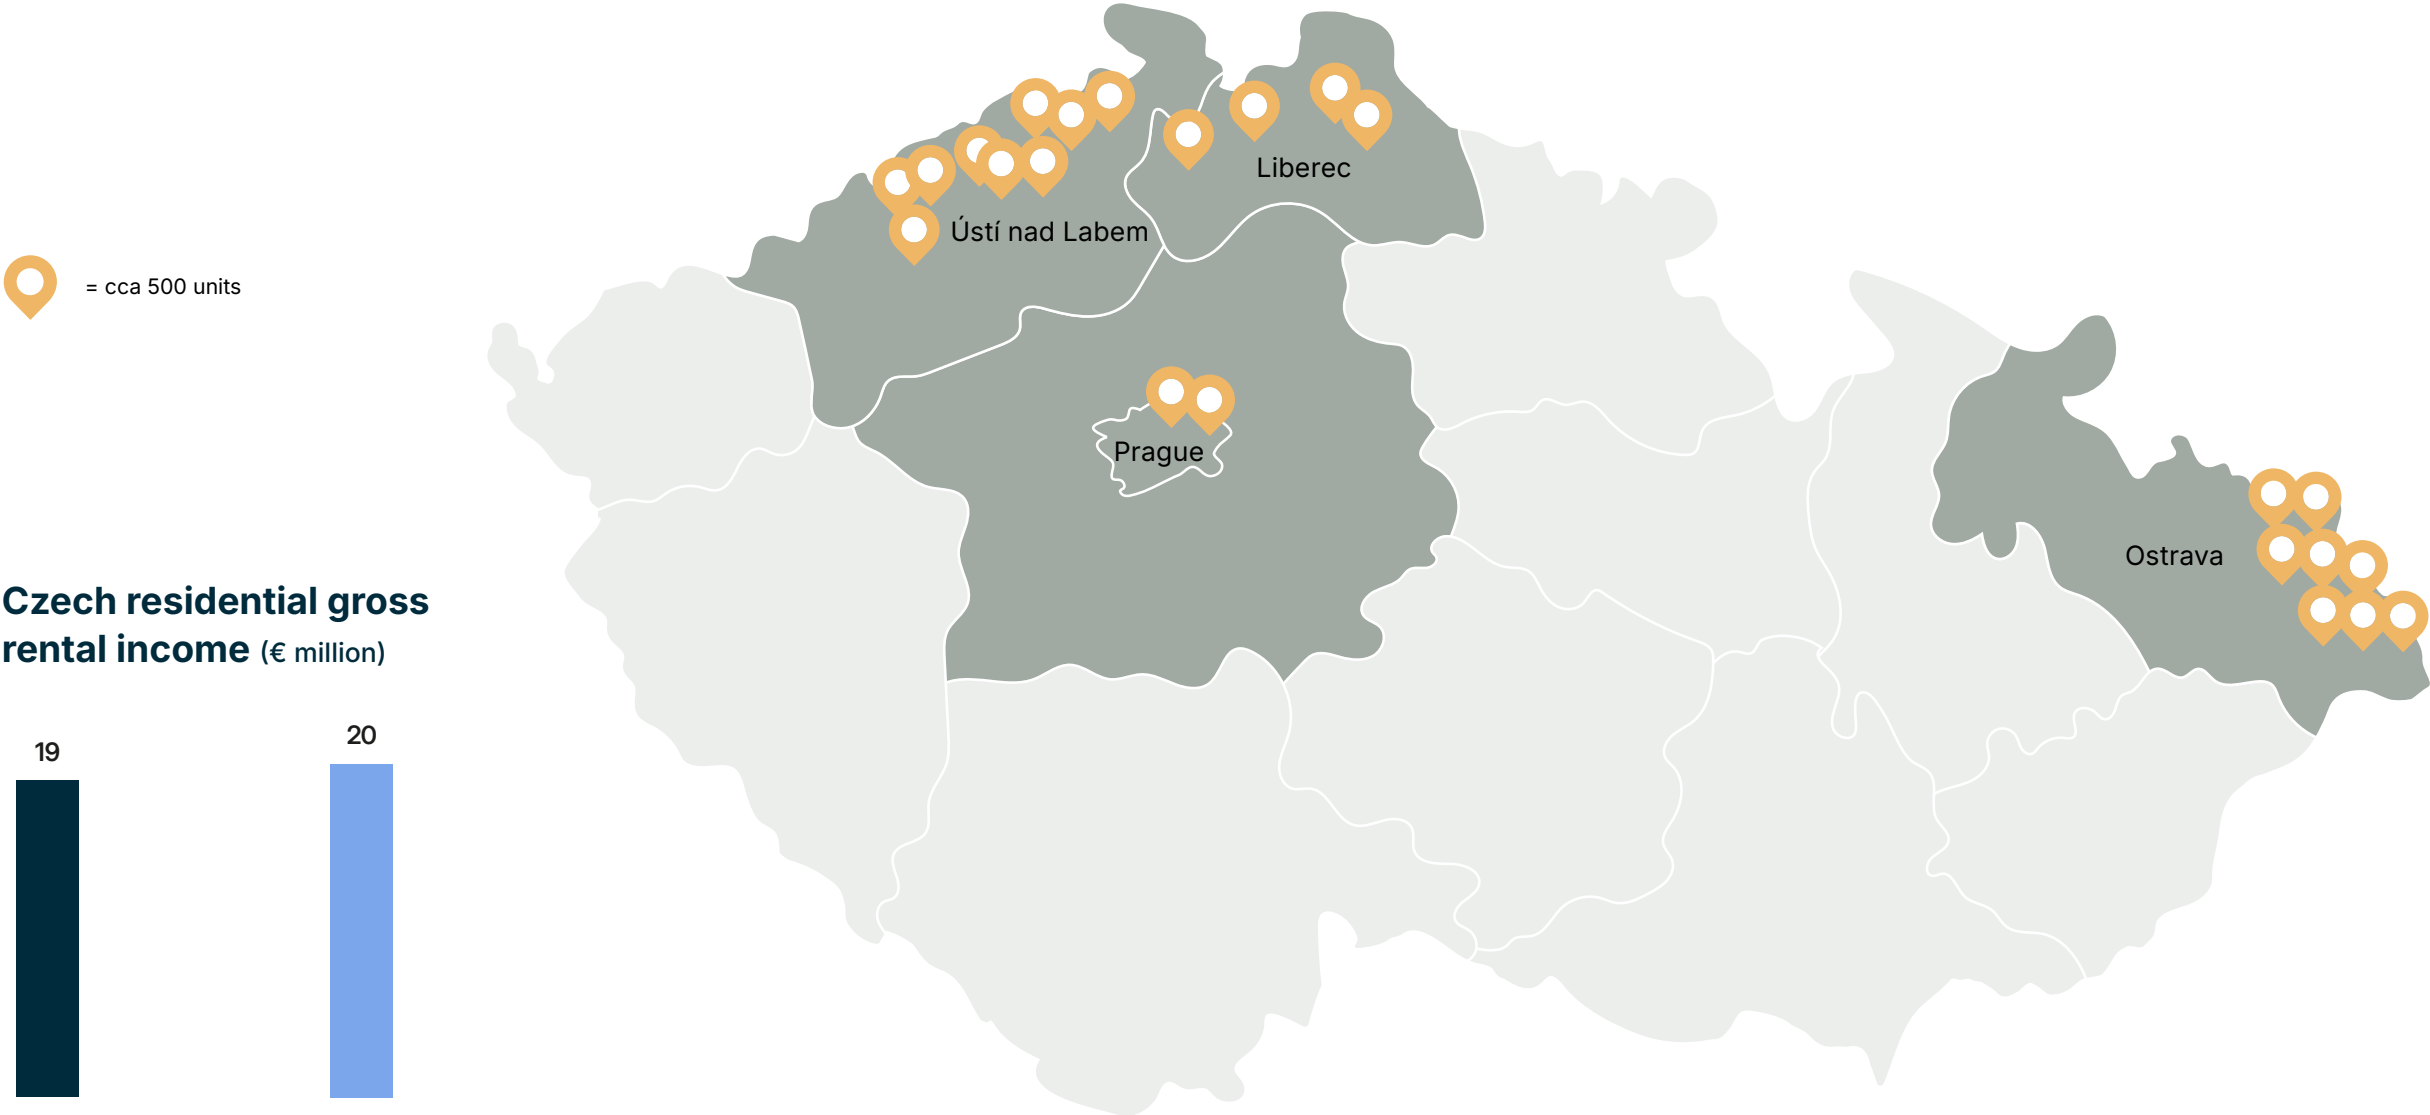 Liberec
Ústí nad Labem
= cca 500 units
Prague
Ostrava
Czech residential gross
rental income (€ million)
19
20